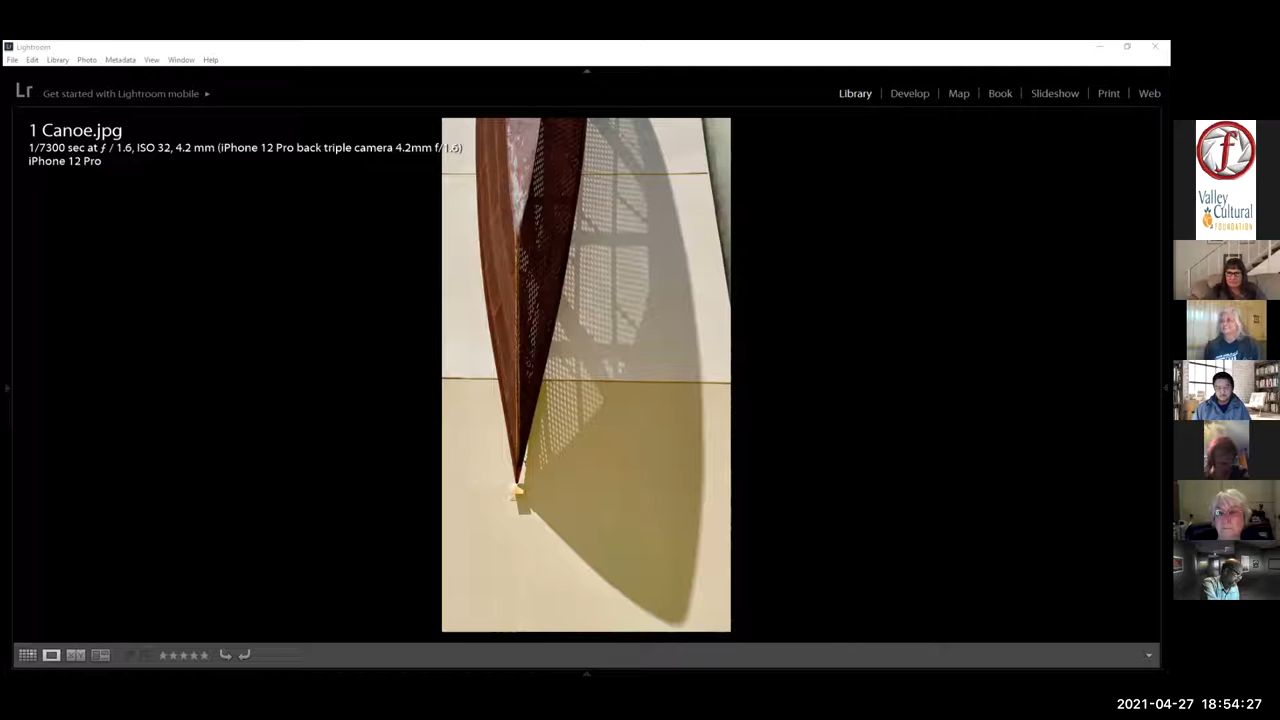 Lightroom
File Edit Library Photo Metadata View Window Help
Lr Get started with Lightroom mobile
Library | Develop | Map | Book | Slideshow | Print | Web
1 Canoe.jpg
1/7300 sec at ƒ / 1.6, ISO 32, 4.2 mm (iPhone 12 Pro back triple camera 4.2mm f/1.6)
iPhone 12 Pro
f
Valley
Cultural
FOUNDATION
2021-04-27 18:54:27